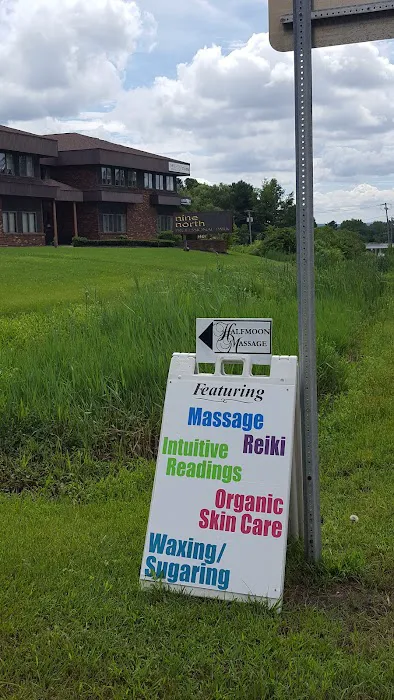 nine
north
HALFMOON
MASSAGE
Featuring
Massage
Reiki
Intuitive
Readings
Organic
Skin Care
Waxing/
Sugaring